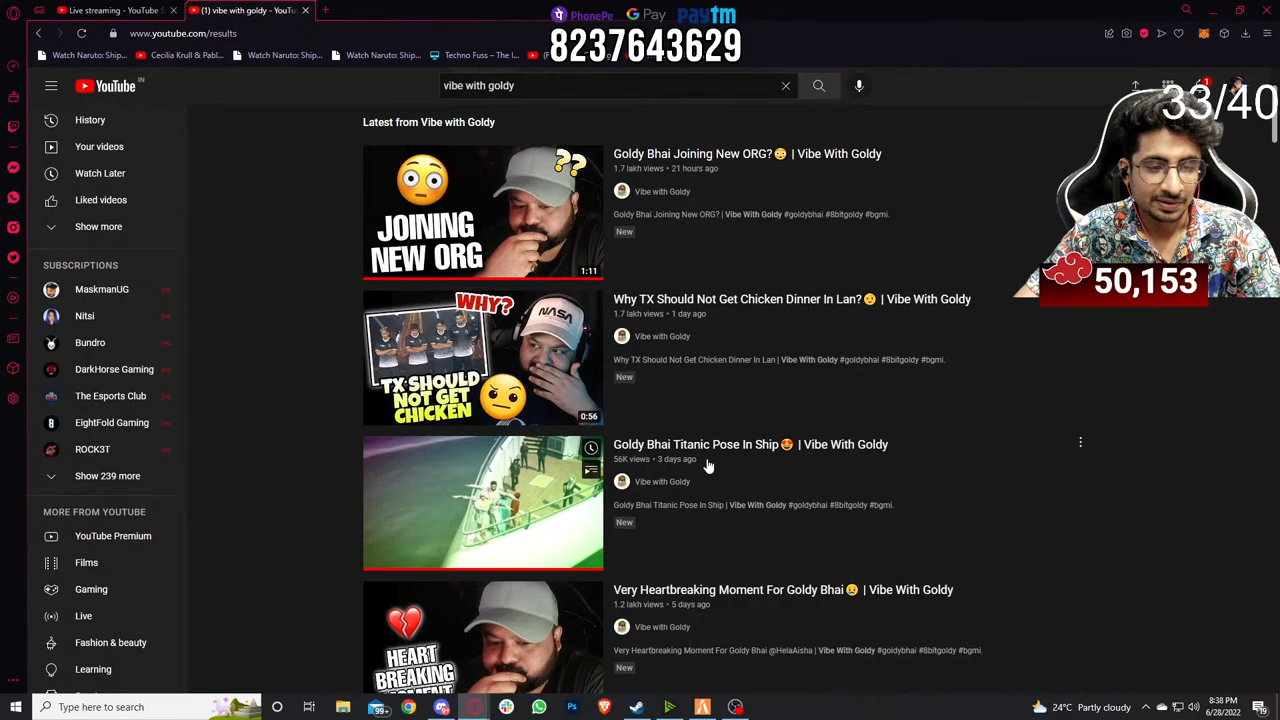 Live streaming - YouTube S
(1) vibe with goldy - YouTu
PhonePe G Pay paytm
8237643629
www.youtube.com/results
Watch Naruto: Ship...
Cecilia Krull & Pabl...
Watch Naruto: Ship...
Watch Naruto: Ship...
Techno Fuss – The I...
33/40
YouTube IN
vibe with goldy
1
History
Your videos
Watch Later
Liked videos
Show more
SUBSCRIPTIONS
MaskmanUG
Nitsi
Bundro
DarkHorse Gaming
The Esports Club
EightFold Gaming
ROCK3T
Show 239 more
MORE FROM YOUTUBE
YouTube Premium
Films
Gaming
Live
Fashion & beauty
Learning
Latest from Vibe with Goldy
??
JOINING
NEW ORG
1:11
Goldy Bhai Joining New ORG?😳 | Vibe With Goldy
1.7 lakh views • 21 hours ago
Vibe with Goldy
Goldy Bhai Joining New ORG? | Vibe With Goldy #goldybhai #8bitgoldy #bgmi.
New
50,153
WHY?
NASA
TX SHOULD
NOT GET
CHICKEN
0:56
Why TX Should Not Get Chicken Dinner In Lan?🧐 | Vibe With Goldy
1.7 lakh views • 1 day ago
Vibe with Goldy
Why TX Should Not Get Chicken Dinner In Lan | Vibe With Goldy #goldybhai #8bitgoldy #bgmi.
New
Goldy Bhai Titanic Pose In Ship😍 | Vibe With Goldy
56K views • 3 days ago
Vibe with Goldy
Goldy Bhai Titanic Pose In Ship | Vibe With Goldy #goldybhai #8bitgoldy #bgmi.
New
HEART
BREAKING
Very Heartbreaking Moment For Goldy Bhai😥 | Vibe With Goldy
1.2 lakh views • 5 days ago
Vibe with Goldy
Very Heartbreaking Moment For Goldy Bhai @HelaAisha | Vibe With Goldy #goldybhai #8bitgoldy #bgmi.
New
Type here to search
99+
24°C Partly cloudy
8:38 PM
6/28/2022